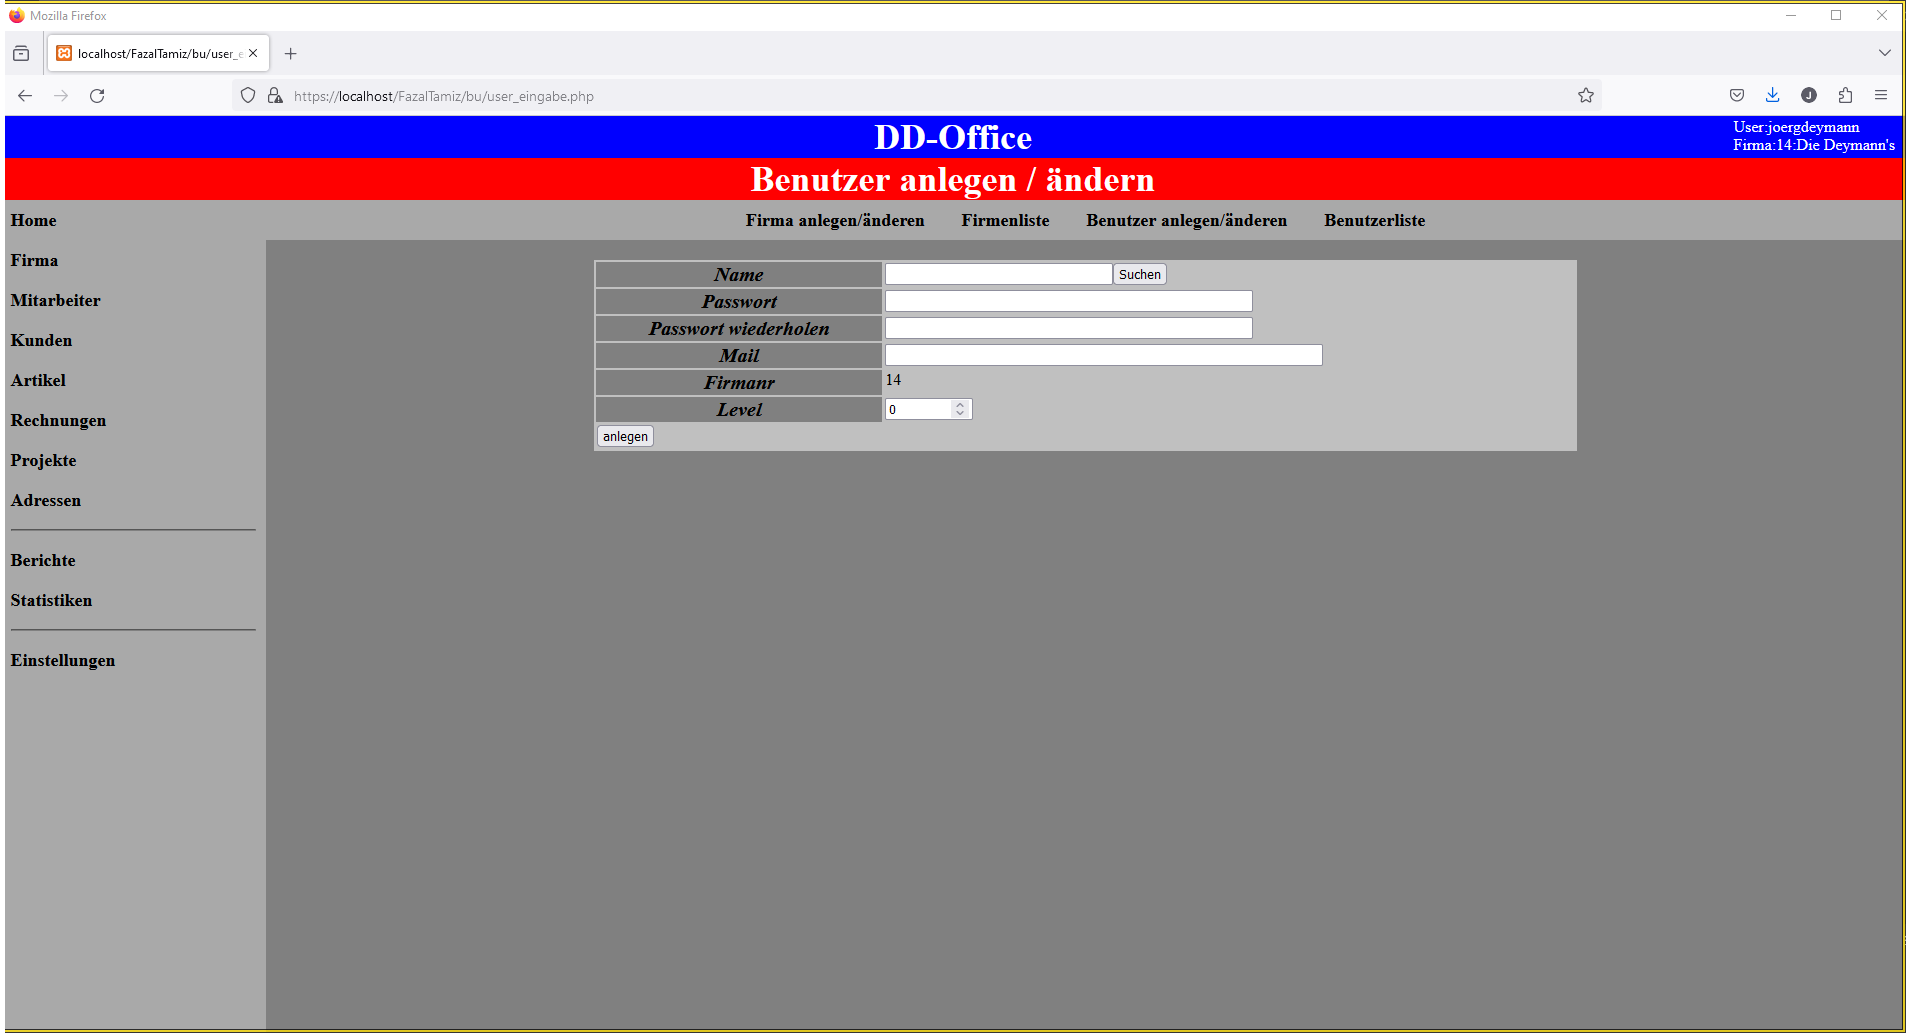 Mozilla Firefox
localhost/FazalTamiz/bu/user_e
https://localhost/FazalTamiz/bu/user_eingabe.php
J
DD-Office
User:joergdeymann
Firma:14:Die Deymann's
Benutzer anlegen / ändern
Home
Firma anlegen/änderen Firmenliste Benutzer anlegen/änderen Benutzerliste
Firma
Mitarbeiter
Kunden
Artikel
Rechnungen
Projekte
Adressen
Berichte
Statistiken
Einstellungen
Name Suchen
Passwort
Passwort wiederholen
Mail
Firmanr 14
Level 0
anlegen